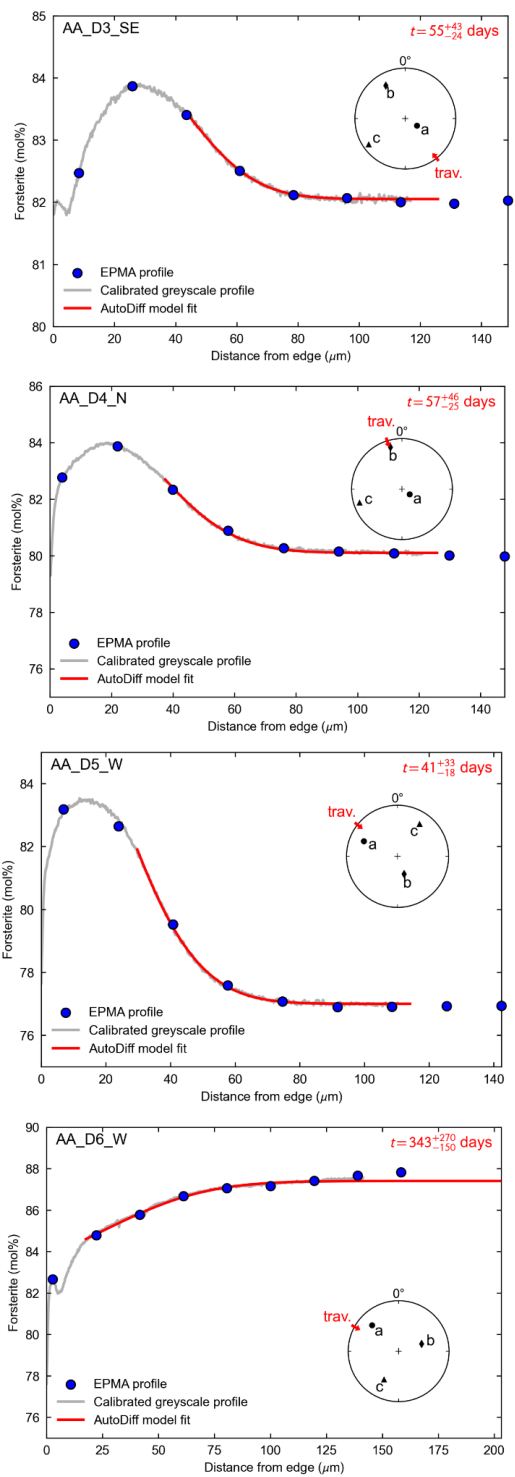 AA_D3_SE
t=55+43−24 days
85
84
83
82
81
80
Forsterite (mol%)
0°
b
a
c
trav.
EPMA profile
Calibrated greyscale profile
AutoDiff model fit
0 20 40 60 80 100 120 140
Distance from edge (μm)
AA_D4_N
t=57+46−25 days
86
84
82
80
78
76
Forsterite (mol%)
trav.
0°
b
a
c
EPMA profile
Calibrated greyscale profile
AutoDiff model fit
0 20 40 60 80 100 120 140
Distance from edge (μm)
AA_D5_W
t=41+33−18 days
84
82
80
78
76
Forsterite (mol%)
0°
trav.
c
a
b
EPMA profile
Calibrated greyscale profile
AutoDiff model fit
0 20 40 60 80 100 120 140
Distance from edge (μm)
AA_D6_W
t=343+270−150 days
90
88
86
84
82
80
78
76
Forsterite (mol%)
0°
trav.
a
b
c
EPMA profile
Calibrated greyscale profile
AutoDiff model fit
0 25 50 75 100 125 150 175 200
Distance from edge (μm)